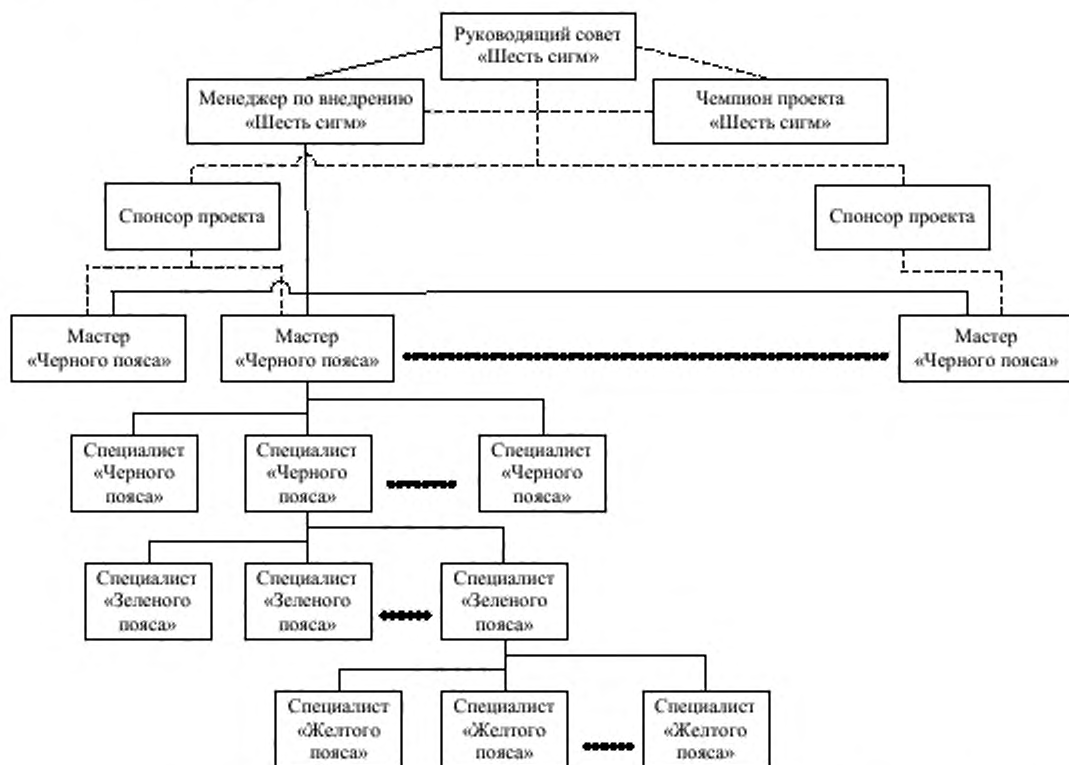 Руководящий совет
«Шесть сигм»
Менеджер по внедрению
«Шесть сигм»
Чемпион проекта
«Шесть сигм»
Спонсор проекта
Спонсор проекта
Мастер
«Черного пояса»
Мастер
«Черного пояса»
Мастер
«Черного пояса»
Специалист
«Черного
пояса»
Специалист
«Черного
пояса»
Специалист
«Черного
пояса»
Специалист
«Зеленого
пояса»
Специалист
«Зеленого
пояса»
Специалист
«Зеленого
пояса»
Специалист
«Желтого
пояса»
Специалист
«Желтого
пояса»
Специалист
«Желтого
пояса»